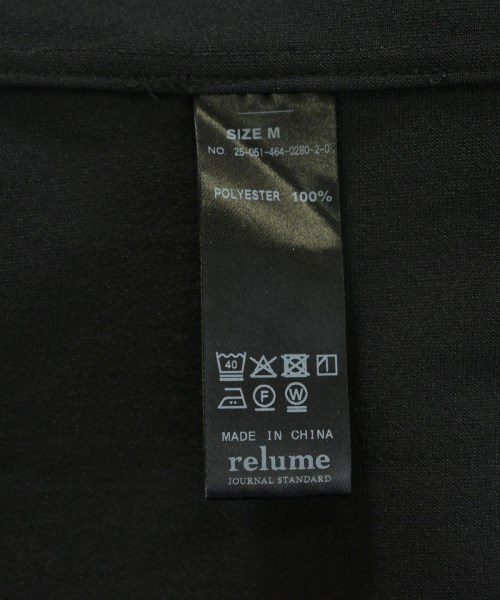 SIZE M
NO. 25-051-464-0280-2-0
POLYESTER 100%
40
F W
MADE IN CHINA
relume
JOURNAL STANDARD